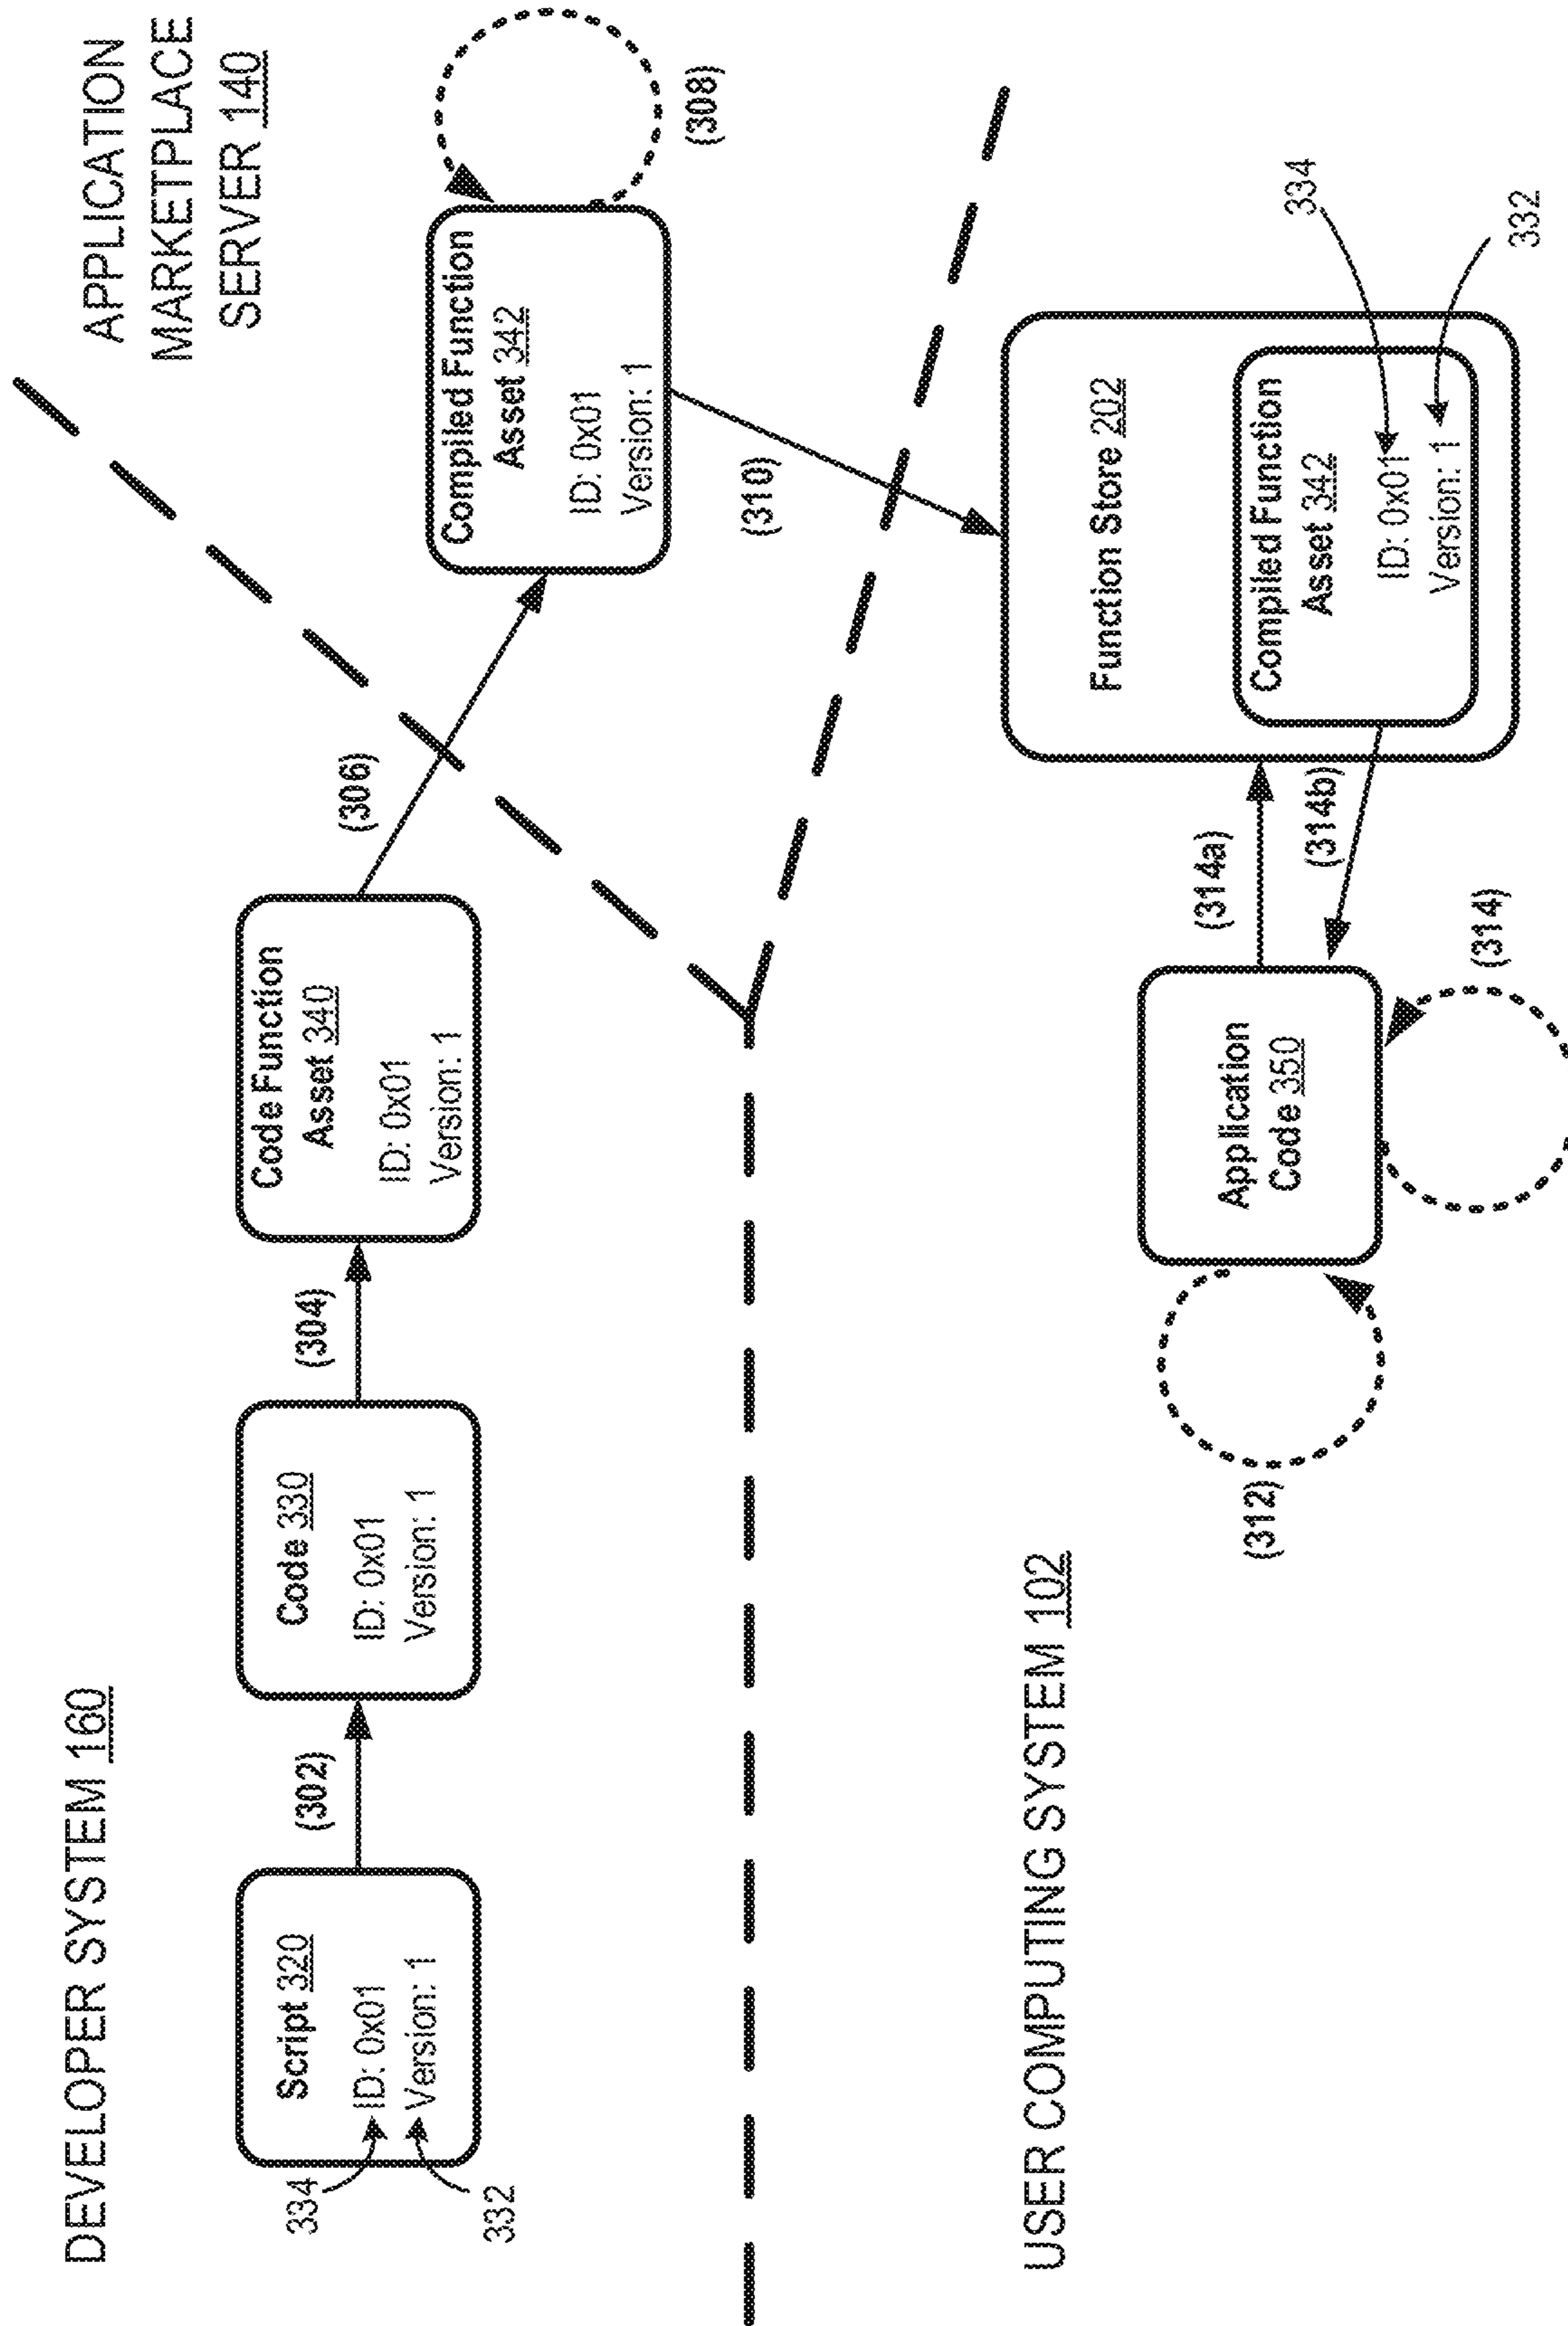 DEVELOPER SYSTEM 160
Script 320
ID: 0x01
Version: 1
334
332
(302)
Code 330
ID: 0x01
Version: 1
(304)
Code Function
Asset 340
ID: 0x01
Version: 1
(306)
APPLICATION
MARKETPLACE
SERVER 140
Compiled Function
Asset 342
ID: 0x01
Version: 1
(308)
(310)
USER COMPUTING SYSTEM 102
(312)
Application
Code 350
(314)
(314a)
(314b)
Function Store 202
Compiled Function
Asset 342
ID: 0x01
Version: 1
334
332